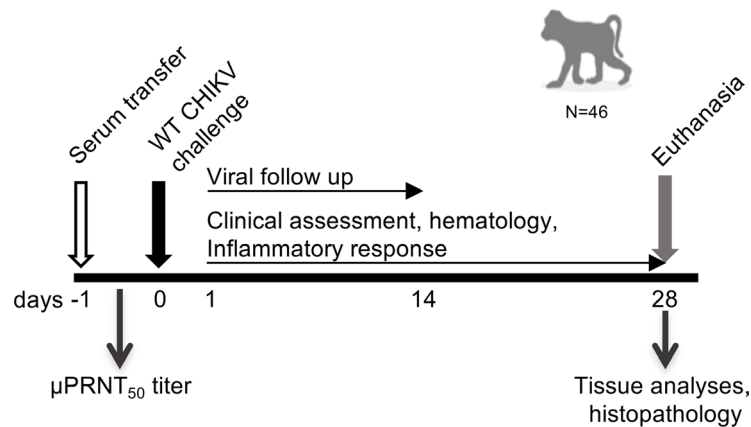 Serum transfer
WT CHIKV
challenge
N=46
Euthanasia
Viral follow up
Clinical assessment, hematology,
Inflammatory response
days -1 0 1 14 28
µPRNT50 titer
Tissue analyses,
histopathology